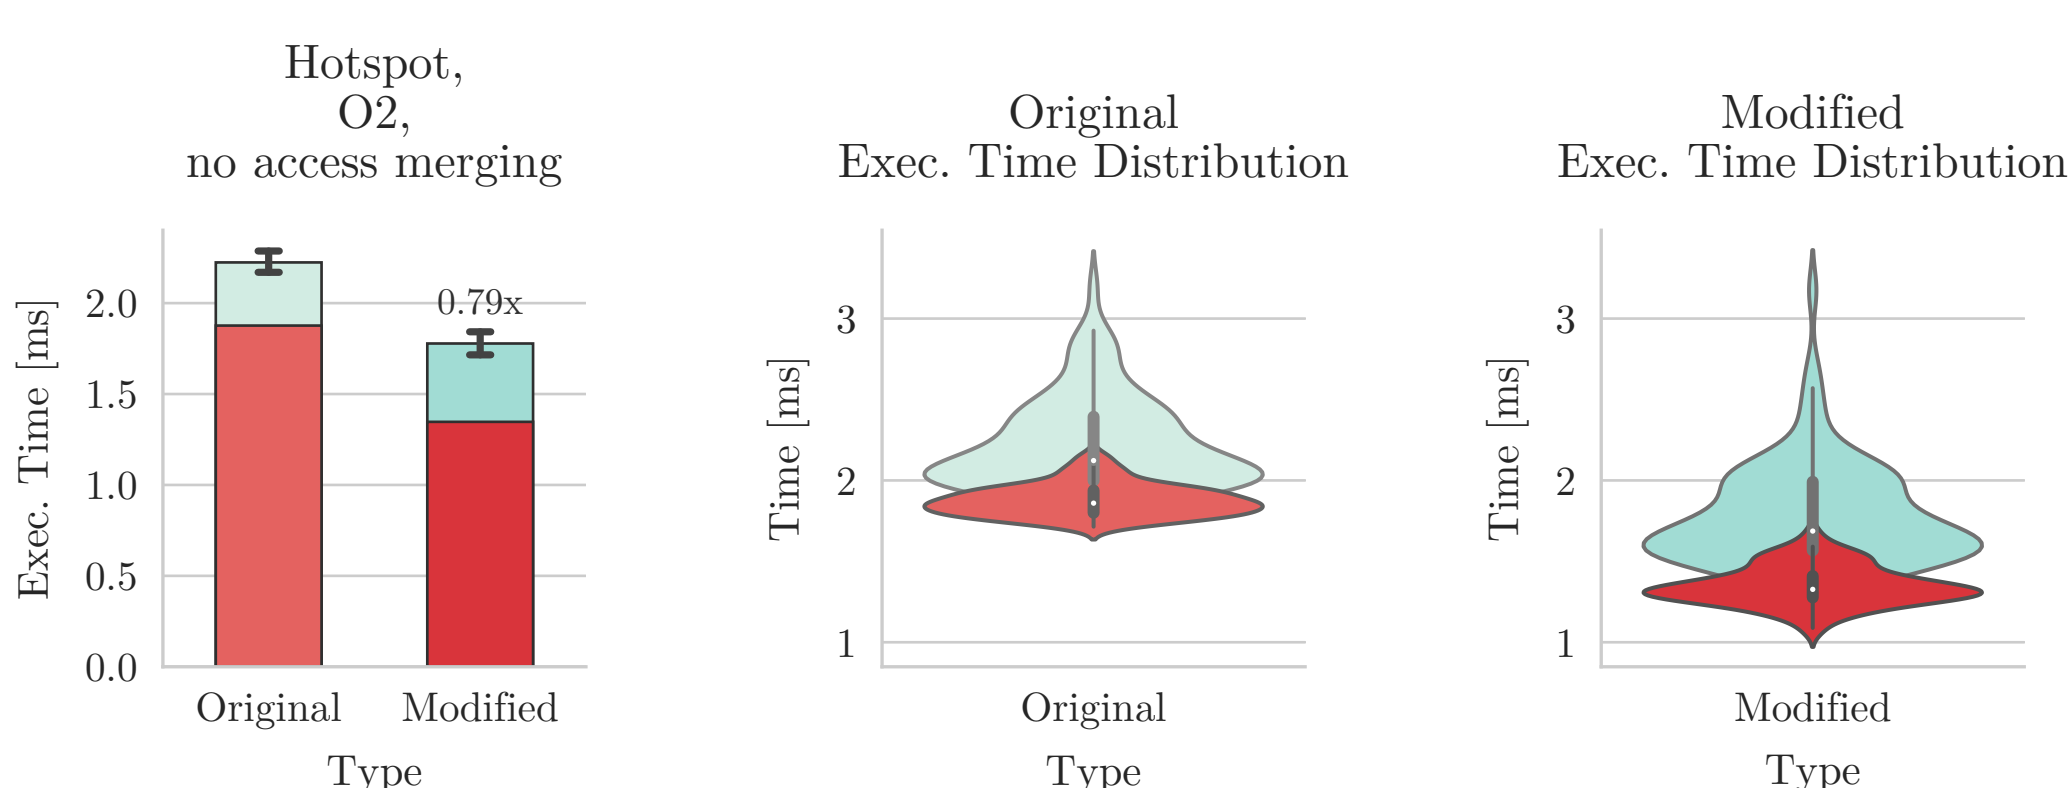 Hotspot,
O2,
no access merging
Exec. Time [ms]
2.0
1.5
1.0
0.5
0.0
0.79x
Original Modified
Type
Original
Exec. Time Distribution
Time [ms]
3
2
1
Original
Type
Modified
Exec. Time Distribution
Time [ms]
3
2
1
Modified
Type